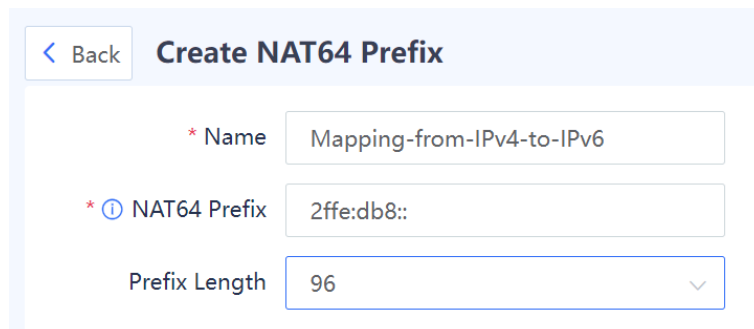 Back Create NAT64 Prefix
* Name Mapping-from-IPv4-to-IPv6
* NAT64 Prefix 2ffe:db8::
Prefix Length 96